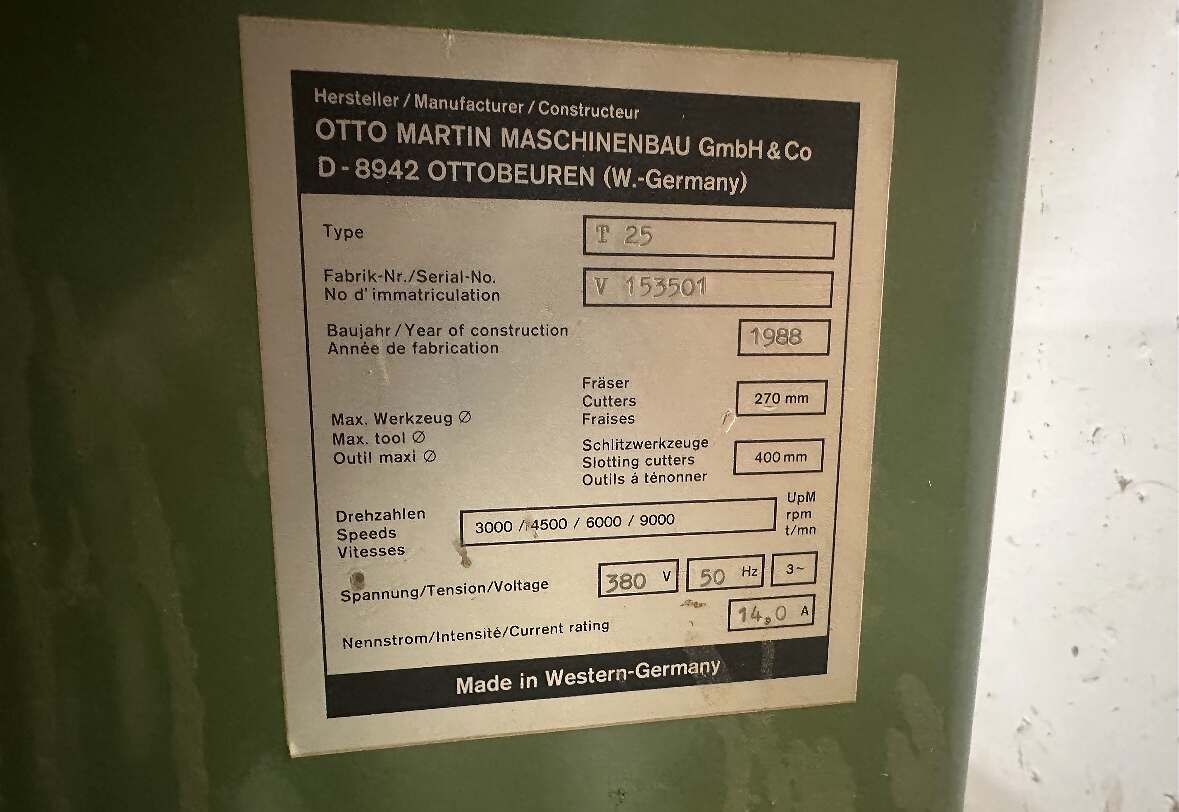 Hersteller / Manufacturer / Constructeur
OTTO MARTIN MASCHINENBAU GmbH & Co
D-8942 OTTOBEUREN (W.-Germany)
Type T 25
Fabrik-Nr./Serial-No. V 153501
No d' immatriculation
Baujahr / Year of construction 1988
Année de fabrication
Max. Werkzeug Ø
Max. tool Ø
Outil maxi Ø
Fräser
Cutters 270 mm
Fraises
Schlitzwerkzeuge
Slotting cutters 400 mm
Outils á ténonner
Drehzahlen
Speeds
Vitesses
3000 / 4500 / 6000 / 9000
UpM
rpm
t/mn
Spannung/Tension/Voltage 380 V 50 Hz 3~
Nennstrom/Intensité/Current rating 14,0 A
Made in Western-Germany